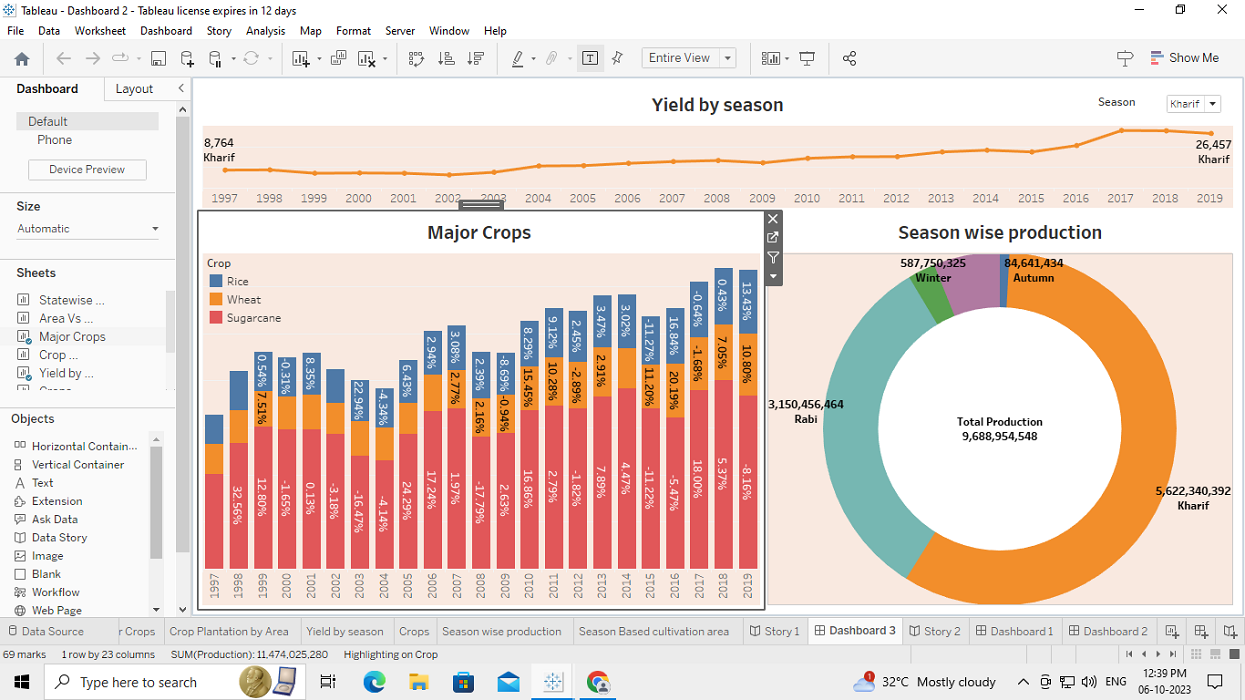 Tableau - Dashboard 2 - Tableau license expires in 12 days
File Data Worksheet Dashboard Story Analysis Map Format Server Window Help
Entire View
Show Me
Dashboard
Layout
Default
Phone
Device Preview
Size
Automatic
Sheets
Statewise ...
Area Vs ...
Major Crops
Crop ...
Yield by ...
Objects
Horizontal Contain...
Vertical Container
Text
Extension
Ask Data
Data Story
Image
Blank
Workflow
Web Page
Yield by season
Season
Kharif
8,764
Kharif
26,457
Kharif
1997 1998 1999 2000 2001 2002 2003 2004 2005 2006 2007 2008 2009 2010 2011 2012 2013 2014 2015 2016 2017 2018 2019
Major Crops
Crop
Rice
Wheat
Sugarcane
0.54% -0.31% 8.35% 22.94% -4.34% 6.43% 2.94% 3.08% 2.39% -8.69% 8.29% 9.12% 2.45% 3.47% 3.02% -11.27% 16.84% -0.64% 0.43% 13.43%
7.51% 2.77% 2.16% -0.94% 15.45% 10.28% -2.89% 2.91% 11.20% 20.19% -1.68% 7.05% 10.80%
32.56% 12.80% -1.65% 0.13% -3.18% -16.47% -4.14% 24.29% 17.24% 1.97% -17.79% 2.63% 16.86% 2.79% -1.82% 7.89% 4.47% -11.22% -5.47% 18.00% 5.37% -8.16%
1997 1998 1999 2000 2001 2002 2003 2004 2005 2006 2007 2008 2009 2010 2011 2012 2013 2014 2015 2016 2017 2018 2019
Season wise production
587,750,325
Winter
84,641,434
Autumn
3,150,456,464
Rabi
Total Production
9,688,954,548
5,622,340,392
Kharif
Data Source r Crops Crop Plantation by Area Yield by season Crops Season wise production Season Based cultivation area Story 1 Dashboard 3 Story 2 Dashboard 1 Dashboard 2
69 marks 1 row by 23 columns SUM(Production): 11,474,025,280 Highlighting on Crop
Type here to search
1
32°C Mostly cloudy
ENG
12:39 PM
06-10-2023